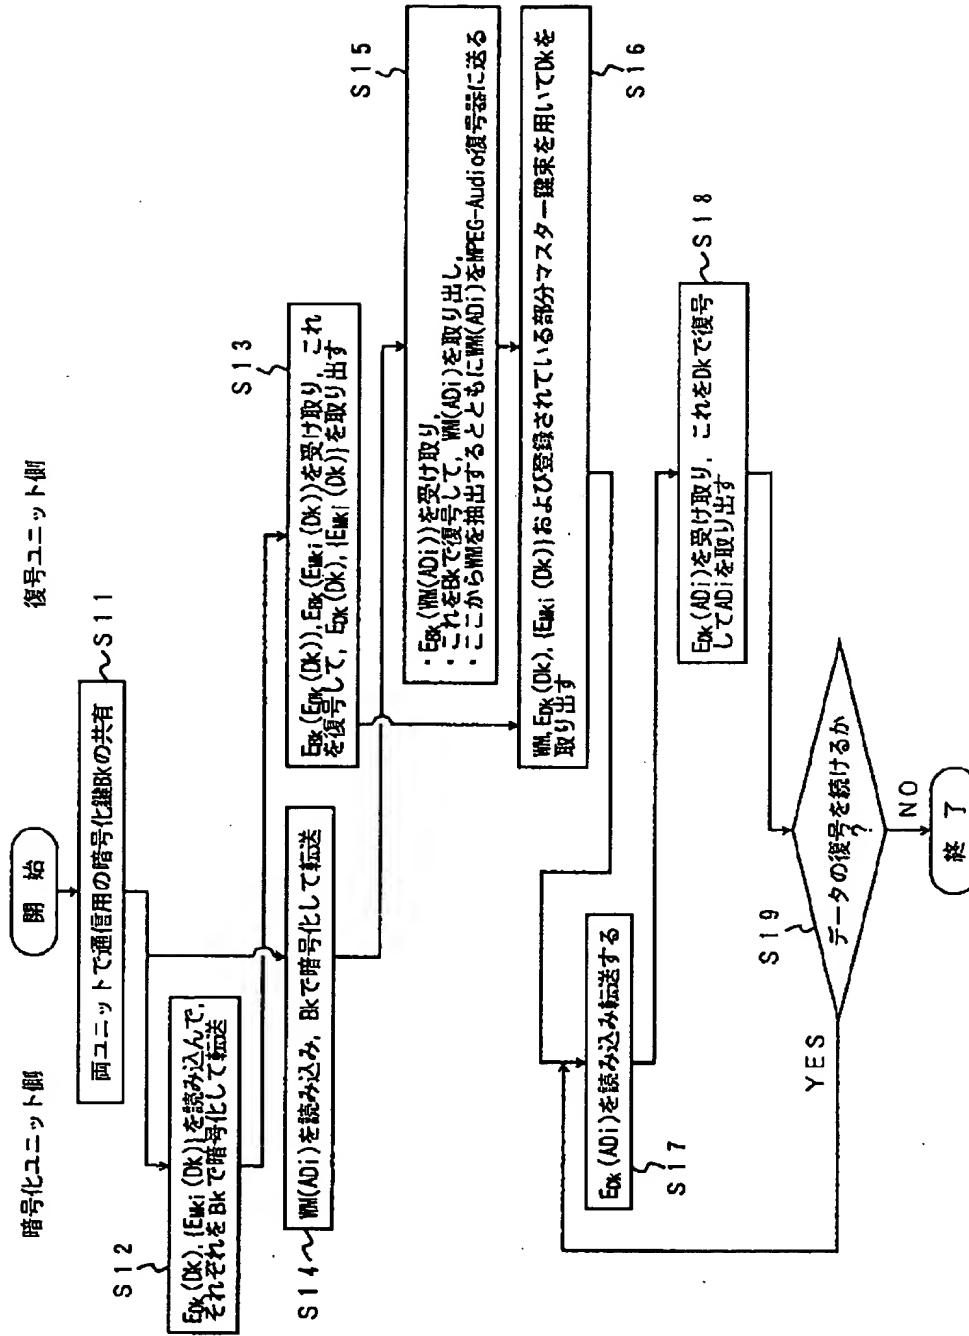 暗号化ユニット側
復号ユニット側
開 始
両ユニットで通信用の暗号化鍵Bkの共有
S11
S12
EDk(Dk), {EMki(Dk)}を読み込んで,
それぞれをBkで暗号化して転送
S13
EBk(EDk(Dk)), EBk(EMki(Dk))を受け取り, これ
を復号して, EDk(Dk), {EMki(Dk)}を取り出す
S14
WM(ADi)を読み込み, Bkで暗号化して転送
S15
・EBk(WM(ADi))を受け取り,
・これをBkで復号して, WM(ADi)を取り出し,
・ここからWMを抽出するとともにWM(ADi)をMPEG-Audio復号器に送る
S16
WM, EDk(Dk), {EMki(Dk)}および登録されている部分マスター鍵束を用いてDkを
取り出す
S17
EDk(ADi)を読み込み転送する
S18
EDk(ADi)を受け取り, これをDkで復号
してADiを取り出す
S19
データの復号を続けるか
?
YES
NO
終 了